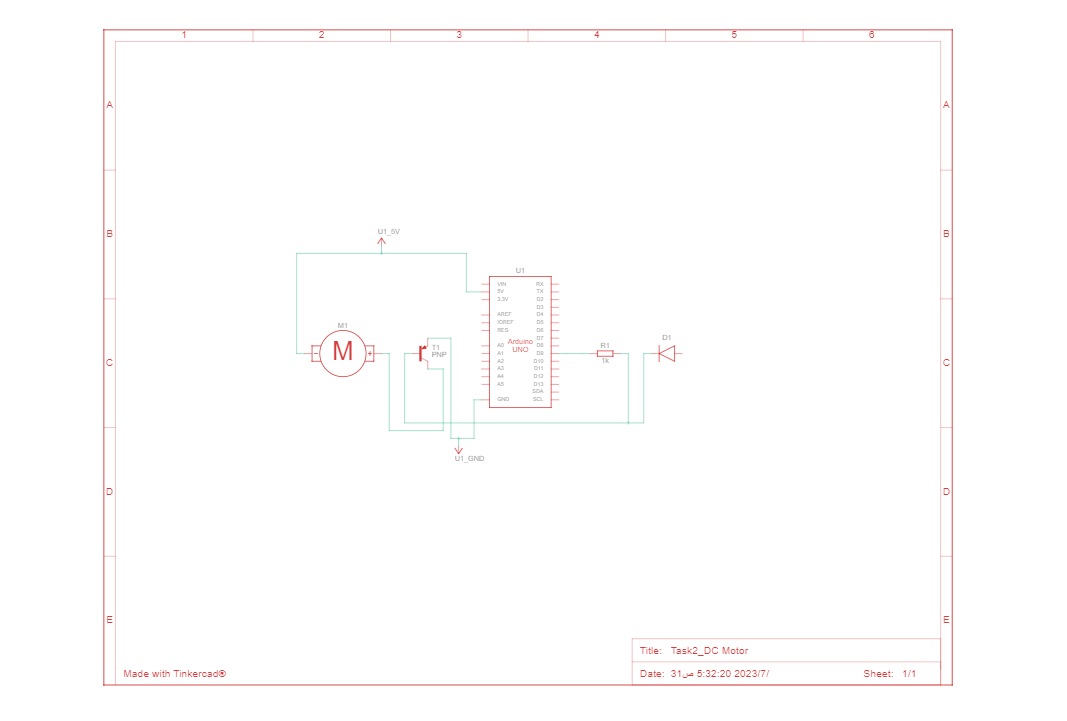 1 2 3 4 5 6
A A
B B
U1_5V
U1
VIN RX
5V TX
3.3V D2
D3
AREF D4
IOREF D5
RES D6
D7
A0 D8
A1 D9
A2 D10
A3 D11
A4 D12
A5 D13
SDA
GND SCL
Arduino
UNO
M1
M
- +
T1
PNP
R1
1k
D1
C C
U1_GND
D D
E E
Title: Task2_DC Motor
Made with Tinkercad®
Date: 31ص 5:32:20 2023/7/ Sheet: 1/1